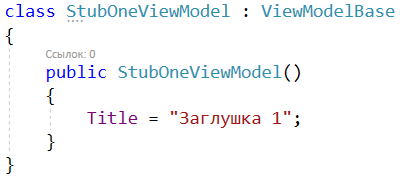 class StubOneViewModel : ViewModelBase
{
Ссылок: 0
public StubOneViewModel()
{
Title = "Заглушка 1";
}
}